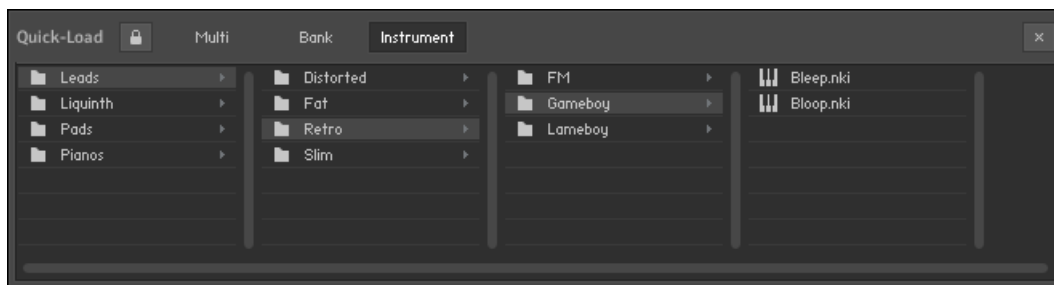 Quick-Load Multi Bank Instrument ×
Leads Distorted FM Bleep.nki
Liquinth Fat Gameboy Bloop.nki
Pads Retro Lameboy
Pianos Slim